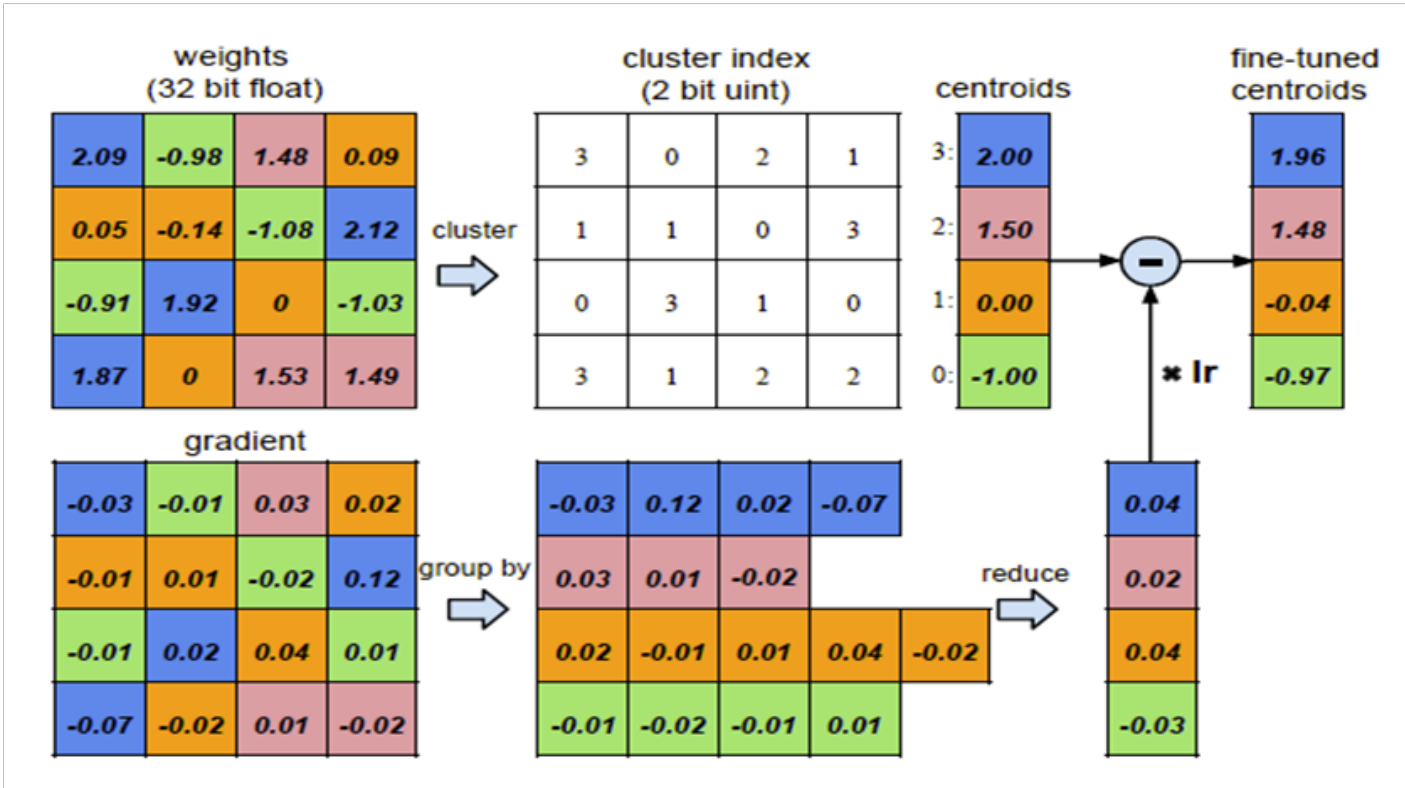 weights
(32 bit float)
cluster index
(2 bit uint)
centroids
fine-tuned
centroids
2.09 -0.98 1.48 0.09
3 0 2 1
3: 2.00
1.96
0.05 -0.14 -1.08 2.12
cluster
1 1 0 3
2: 1.50
1.48
-0.91 1.92 0 -1.03
0 3 1 0
1: 0.00
-0.04
1.87 0 1.53 1.49
3 1 2 2
0: -1.00
× lr
-0.97
gradient
-0.03 -0.01 0.03 0.02
-0.03 0.12 0.02 -0.07
0.04
-0.01 0.01 -0.02 0.12
group by
0.03 0.01 -0.02
reduce
0.02
-0.01 0.02 0.04 0.01
0.02 -0.01 0.01 0.04 -0.02
0.04
-0.07 -0.02 0.01 -0.02
-0.01 -0.02 -0.01 0.01
-0.03